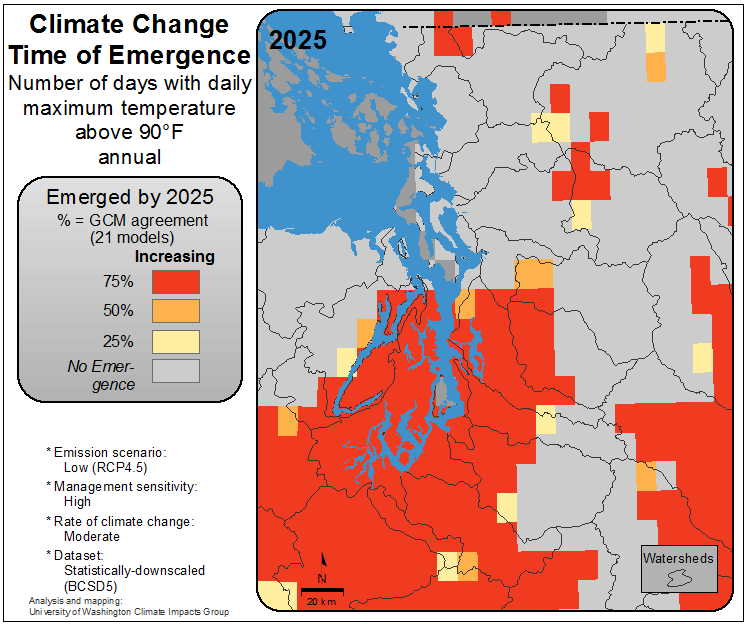 Climate Change
Time of Emergence
Number of days with daily
maximum temperature
above 90°F
annual
Emerged by 2025
% = GCM agreement
(21 models)
Increasing
75%
50%
25%
No Emer-
gence
* Emission scenario:
Low (RCP4.5)
* Management sensitivity:
High
* Rate of climate change:
Moderate
* Dataset:
Statistically-downscaled
(BCSD5)
Analysis and mapping:
University of Washington Climate Impacts Group
2025
N
20 km
Watersheds